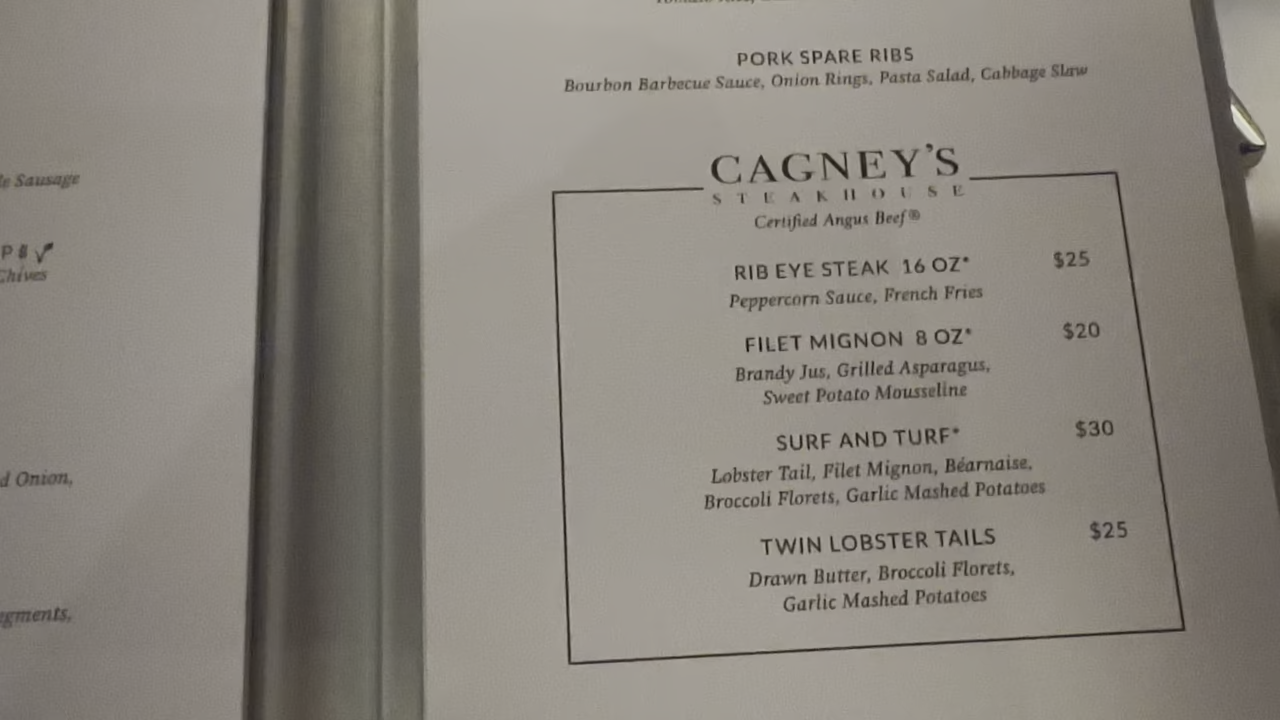 Sausage
P
Chives
d Onion,
PORK SPARE RIBS
Bourbon Barbecue Sauce, Onion Rings, Pasta Salad, Cabbage Slaw
CAGNEY'S
STEAKHOUSE
Certified Angus Beef®
RIB EYE STEAK 16 OZ* $25
Peppercorn Sauce, French Fries
FILET MIGNON 8 OZ* $20
Brandy Jus, Grilled Asparagus,
Sweet Potato Mousseline
SURF AND TURF* $30
Lobster Tail, Filet Mignon, Béarnaise,
Broccoli Florets, Garlic Mashed Potatoes
TWIN LOBSTER TAILS $25
Drawn Butter, Broccoli Florets,
Garlic Mashed Potatoes